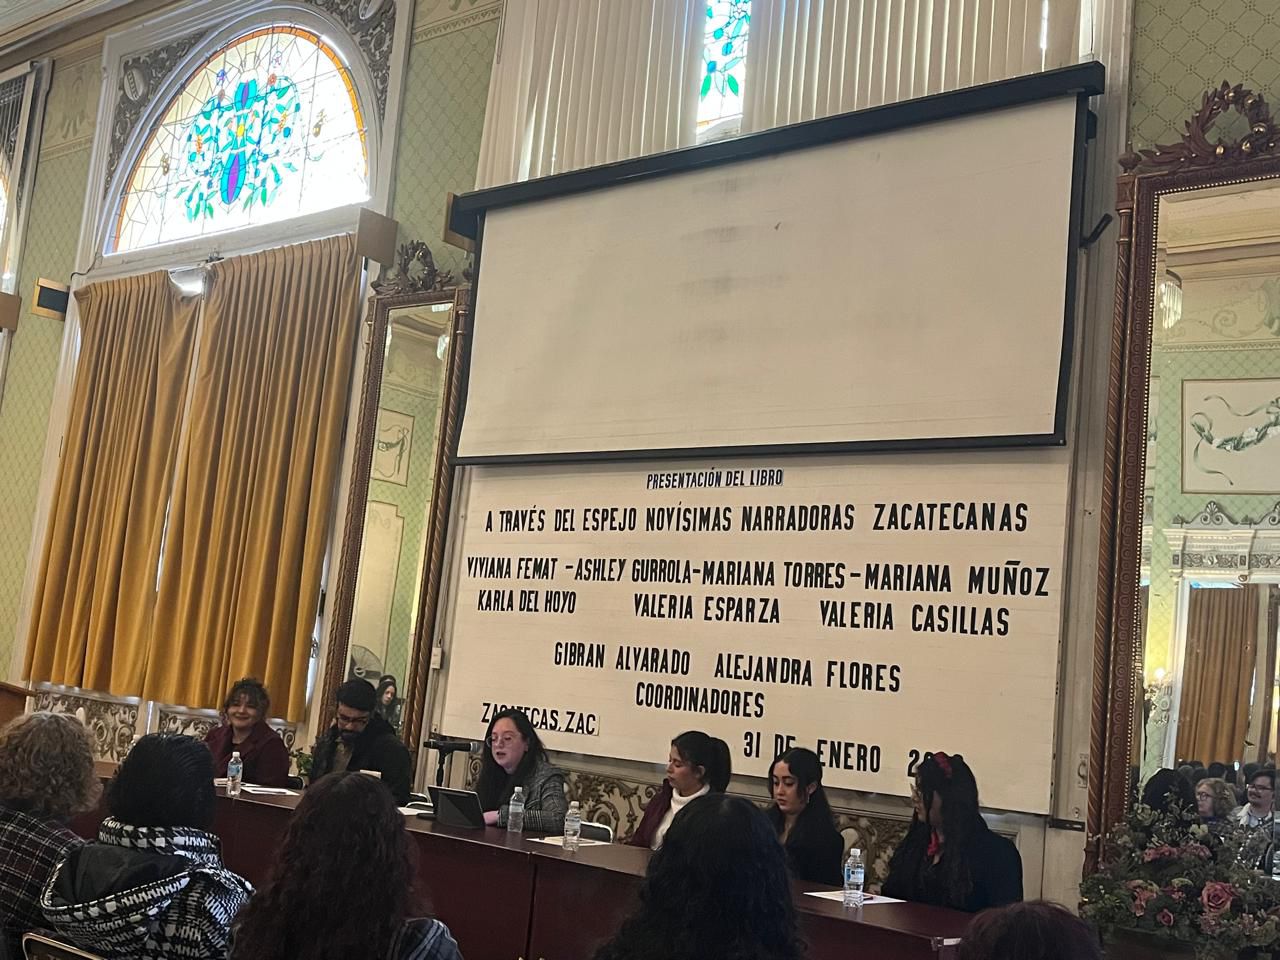 PRESENTACIÓN DEL LIBRO
A TRAVÉS DEL ESPEJO NOVÍSIMAS NARRADORAS ZACATECANAS
VIVIANA FEMAT -ASHLEY GURROLA-MARIANA TORRES-MARIANA MUÑOZ
KARLA DEL HOYO VALERIA ESPARZA VALERIA CASILLAS
GIBRAN ALVARADO ALEJANDRA FLORES
COORDINADORES
ZACATECAS, ZAC
31 DE ENERO